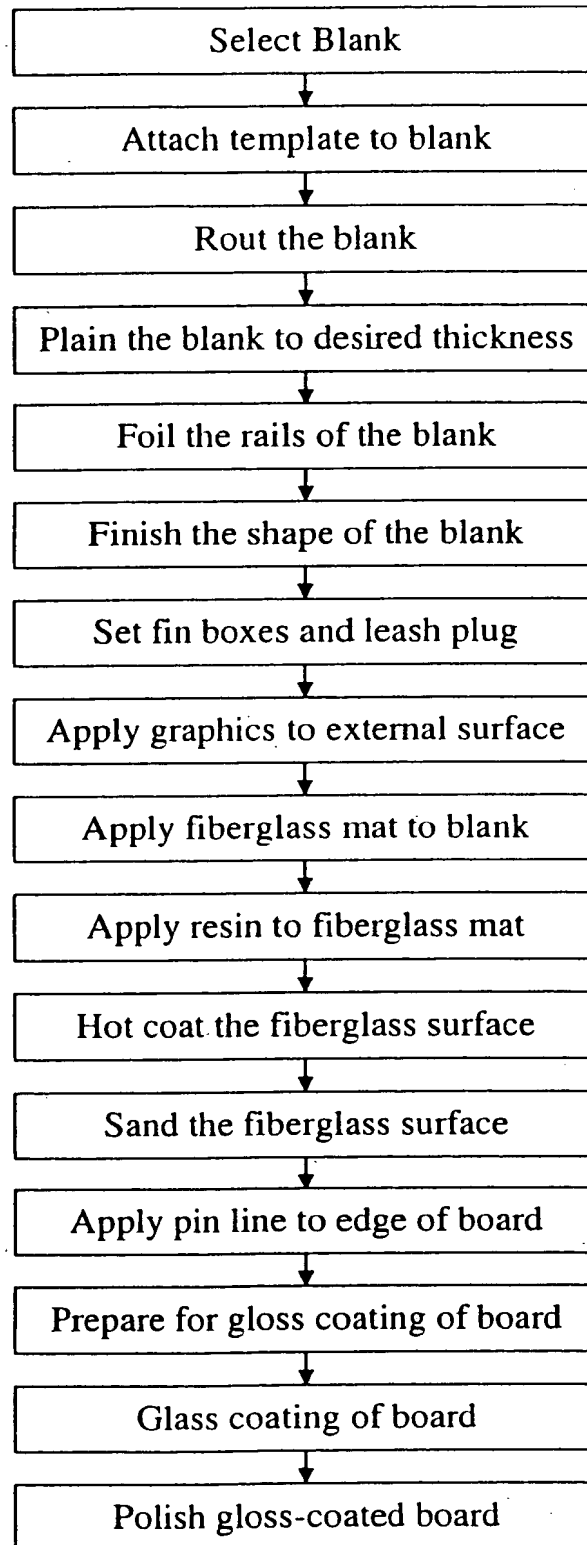 Select Blank
Attach template to blank
Rout the blank
Plain the blank to desired thickness
Foil the rails of the blank
Finish the shape of the blank
Set fin boxes and leash plug
Apply graphics to external surface
Apply fiberglass mat to blank
Apply resin to fiberglass mat
Hot coat the fiberglass surface
Sand the fiberglass surface
Apply pin line to edge of board
Prepare for gloss coating of board
Glass coating of board
Polish gloss-coated board